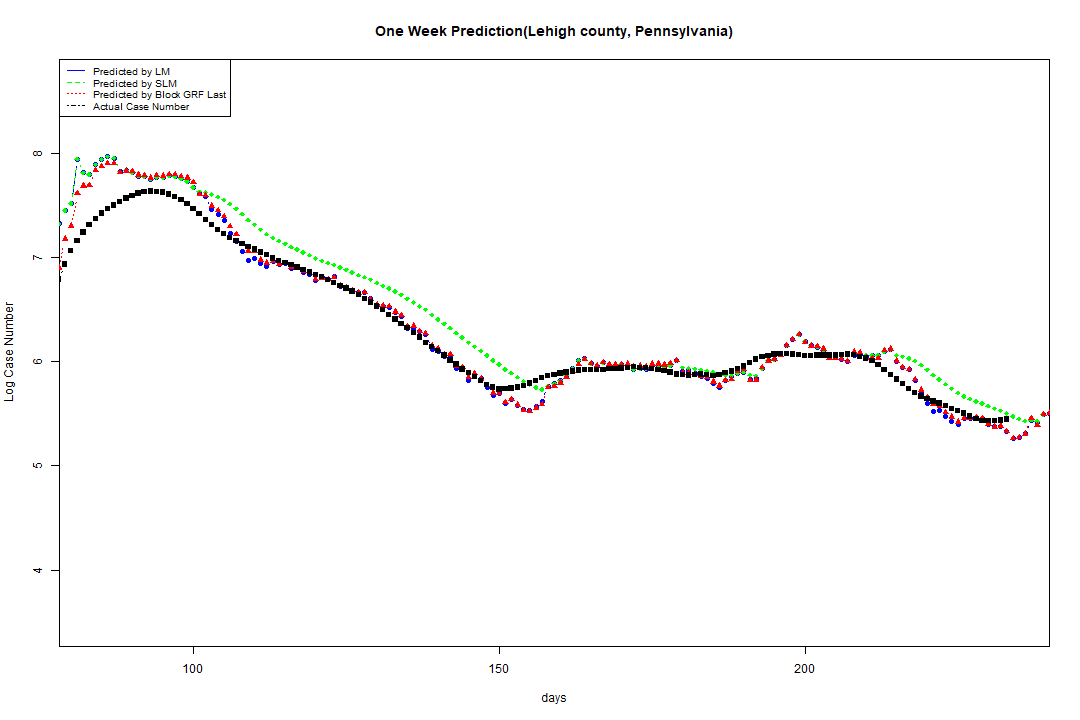 One Week Prediction(Lehigh county, Pennsylvania)
Predicted by LM
Predicted by SLM
Predicted by Block GRF Last
Actual Case Number
8
7
6
5
4
Log Case Number
100 150 200
days